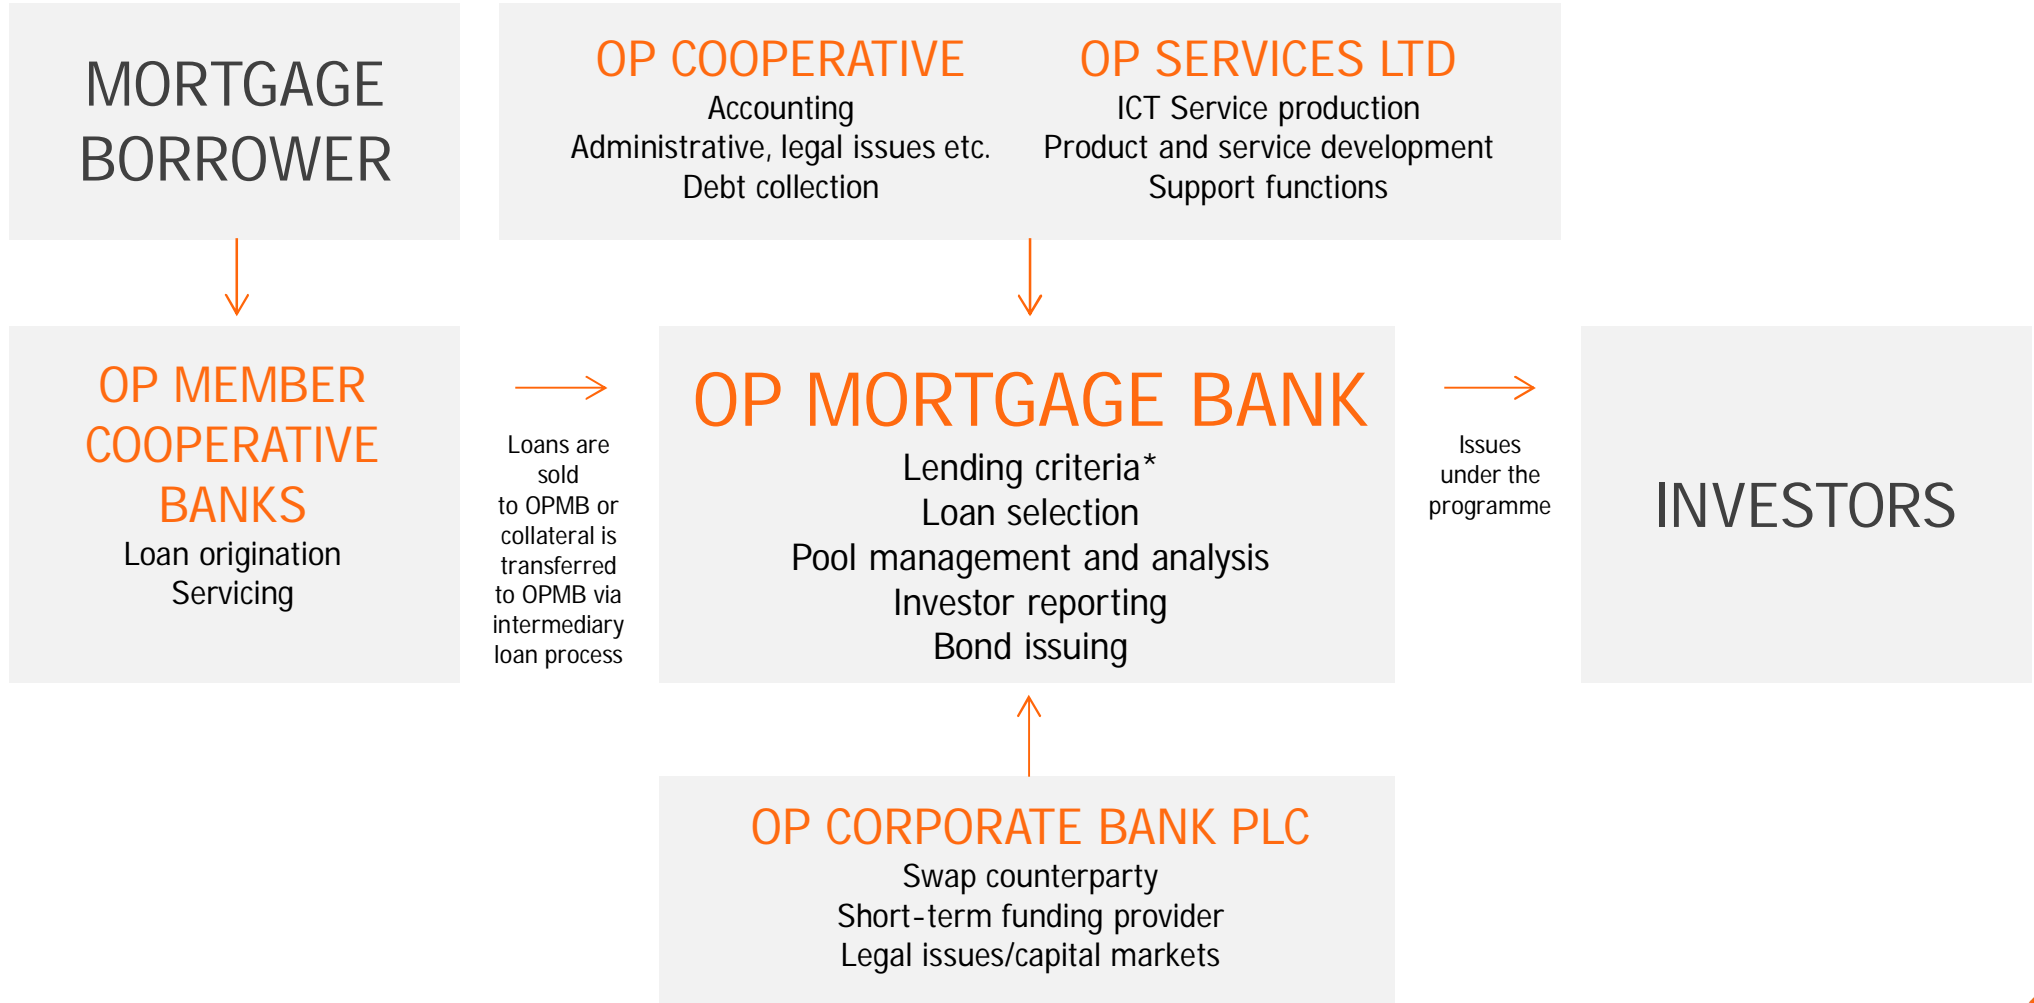 MORTGAGE
BORROWER
OP COOPERATIVE
Accounting
Administrative, legal issues etc.
Debt collection
OP SERVICES LTD
ICT Service production
Product and service development
Support functions
OP MEMBER
COOPERATIVE
BANKS
Loan origination
Servicing
Loans are
sold
to OPMB or
collateral is
transferred
to OPMB via
intermediary
loan process
OP MORTGAGE BANK
Lending criteria*
Loan selection
Pool management and analysis
Investor reporting
Bond issuing
Issues
under the
programme
INVESTORS
OP CORPORATE BANK PLC
Swap counterparty
Short-term funding provider
Legal issues/capital markets